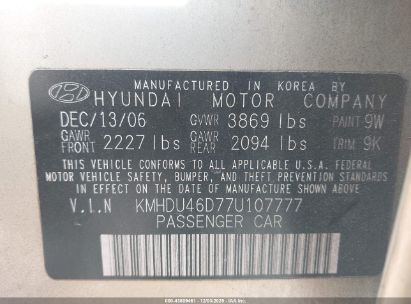 MANUFACTURED IN KOREA BY
HYUNDAI MOTOR COMPANY
DEC/13/06 GVWR 3869 lbs PAINT 9W
GAWR FRONT 2227 lbs GAWR REAR 2094 lbs TRIM 9K
THIS VEHICLE CONFORMS TO ALL APPLICABLE U.S.A. FEDERAL
MOTOR VEHICLE SAFETY, BUMPER, AND THEFT PREVENTION STANDARDS
IN EFFECT ON THE DATE OF MANUFACTURE SHOWN ABOVE.
V.I.N KMHDU46D77U107777
PASSENGER CAR